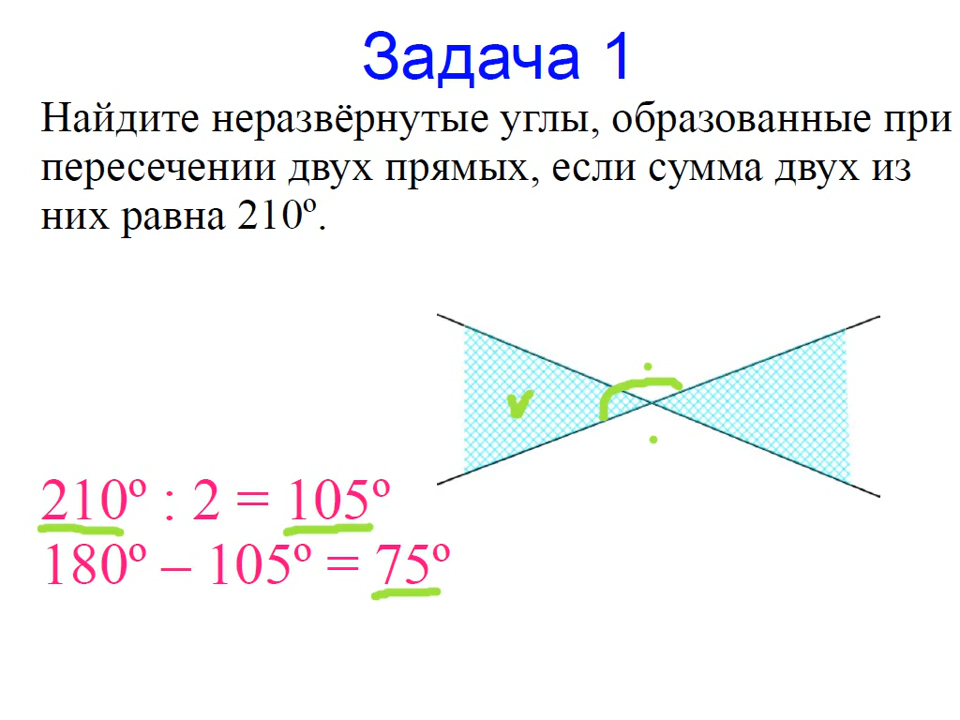 Задача 1
Найдите неразвёрнутые углы, образованные при
пересечении двух прямых, если сумма двух из
них равна 210º.
210º : 2 = 105º
180º – 105º = 75º